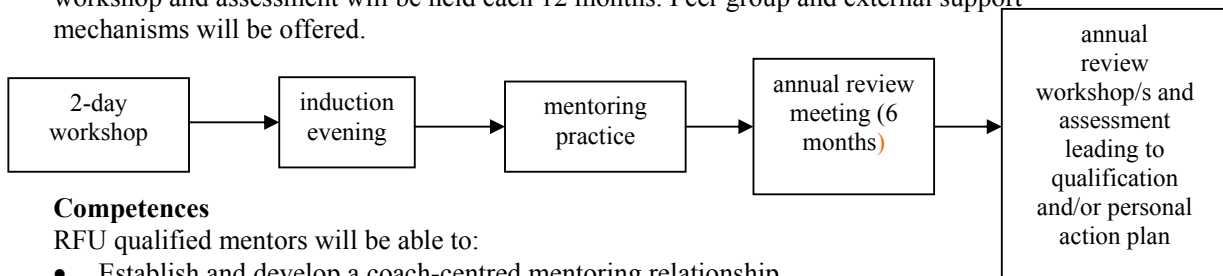 workshop and assessment will be held each 12 months. Peer group and external support
mechanisms will be offered.
2-day
workshop
induction
evening
mentoring
practice
annual review
meeting (6
months)
annual
review
workshop/s and
assessment
leading to
qualification
and/or personal
action plan
Competences
RFU qualified mentors will be able to:
• Establish and develop a coach-centred mentoring relationship